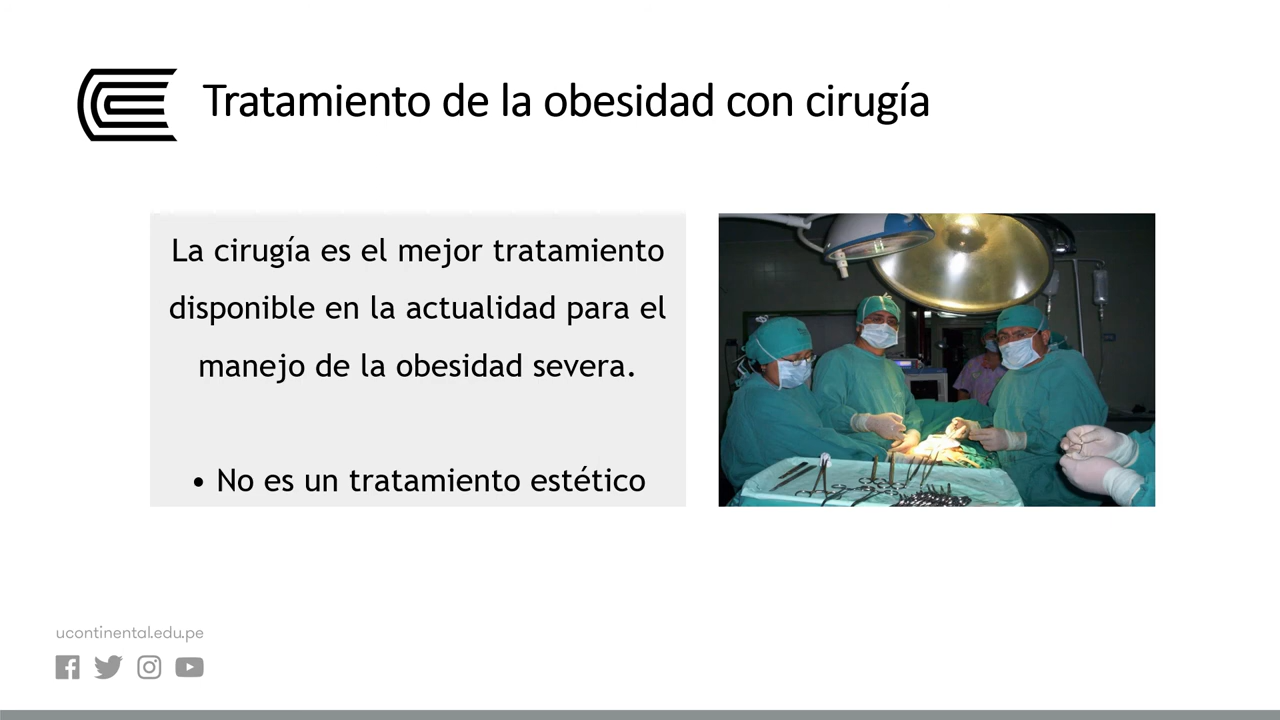 Tratamiento de la obesidad con cirugía
La cirugía es el mejor tratamiento
disponible en la actualidad para el
manejo de la obesidad severa.
• No es un tratamiento estético
ucontinental.edu.pe